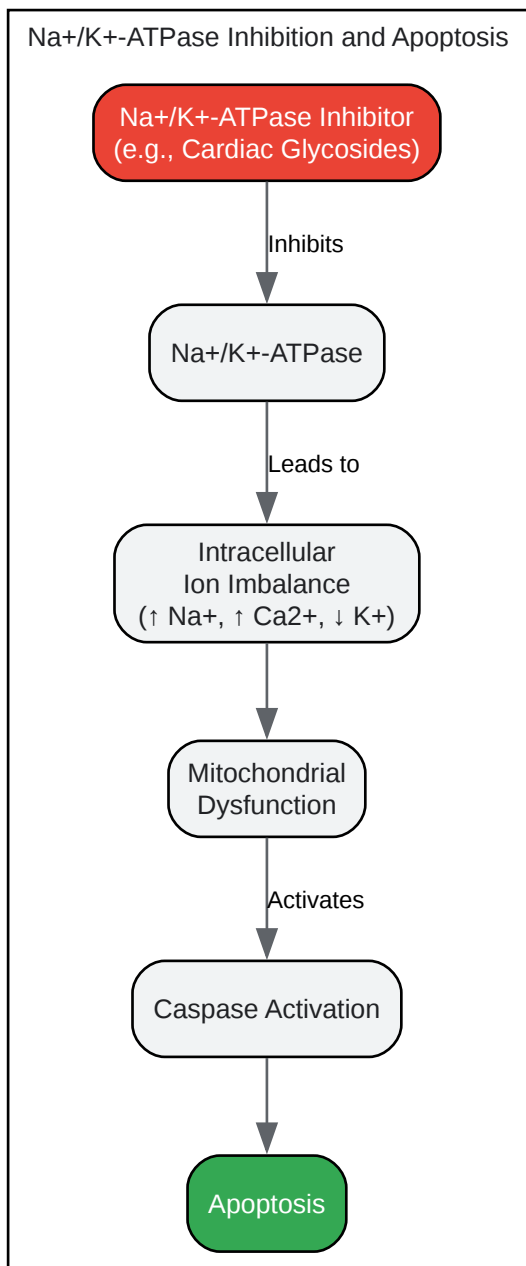 Na+/K+-ATPase Inhibition and Apoptosis
Na+/K+-ATPase Inhibitor
(e.g., Cardiac Glycosides)
Inhibits
Na+/K+-ATPase
Leads to
Intracellular
Ion Imbalance
(↑ Na+, ↑ Ca2+, ↓ K+)
Mitochondrial
Dysfunction
Activates
Caspase Activation
Apoptosis